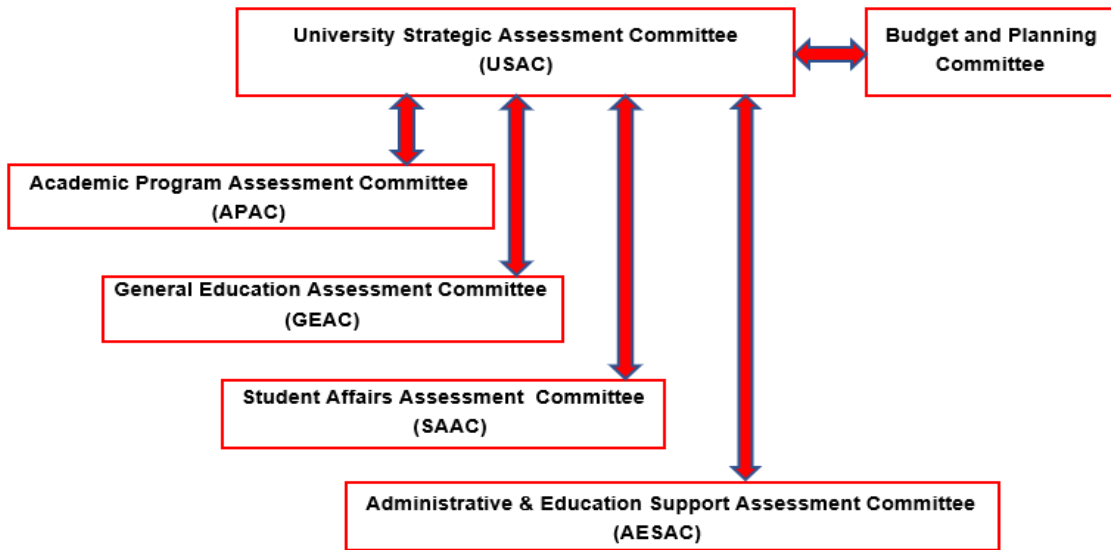 University Strategic Assessment Committee
(USAC)
Budget and Planning
Committee
Academic Program Assessment Committee
(APAC)
General Education Assessment Committee
(GEAC)
Student Affairs Assessment Committee
(SAAC)
Administrative & Education Support Assessment Committee
(AESAC)